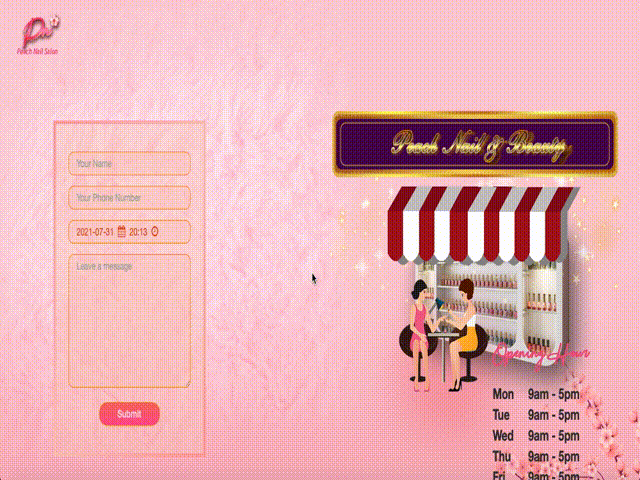 Peach Nail Salon
Your Name
Your Phone Number
2021-07-31 20:13
Leave a message
Submit
Peach Nail & Beauty
Opening Hour
Mon 9am - 5pm
Tue 9am - 5pm
Wed 9am - 5pm
Thu 9am - 5pm
Fri 9am - 5pm